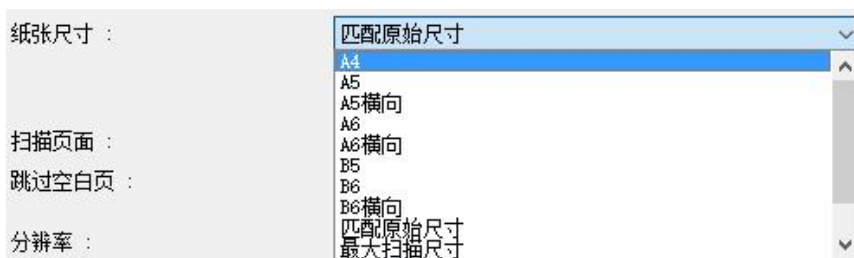 纸张尺寸 : 匹配原始尺寸
A4
A5
A5横向
A6
扫描页面 : A6横向
B5
跳过空白页 : B6
B6横向
匹配原始尺寸
分辨率 : 最大扫描尺寸